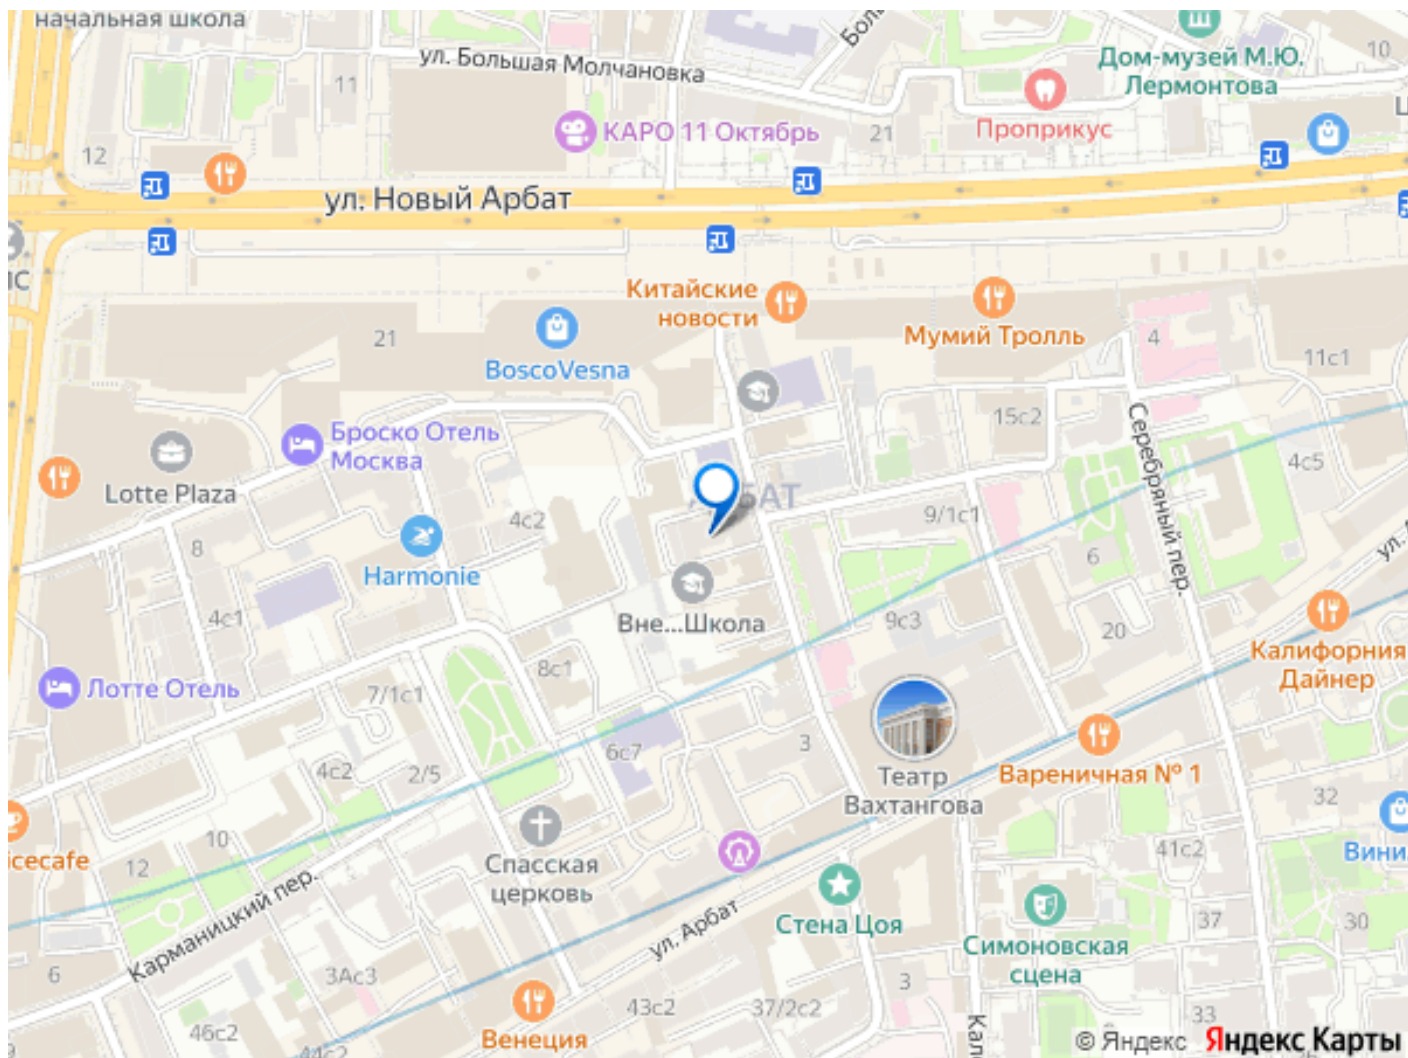 начальная школа
ул. Большая Молчановка
Дом-музей М.Ю.
Лермонтова
10
11
КАРО 11 Октябрь
21
Проприкус
12
ул. Новый Арбат
Китайские
новости
Мумий Тролль
4
11с1
21
BoscoVesna
15с2
Броско Отель
Москва
Серебряный пер.
4с5
Lotte Plaza
4с2
9/1с1
8
Harmonie
6
4с1
Вне...Школа
9с3
20
Калифорния
Дайнер
8с1
Лотте Отель
7/1с1
3
6с7
4с2
2/5
Театр
Вахтангова
Вареничная № 1
32
10
12
Спасская
церковь
41с2
Карманицкий пер.
ул. Арбат
Стена Цоя
37
30
Симоновская
сцена
6
3Ас3
3
43с2
37/2с2
33
46с2
Венеция
© Яндекс Яндекс Карты